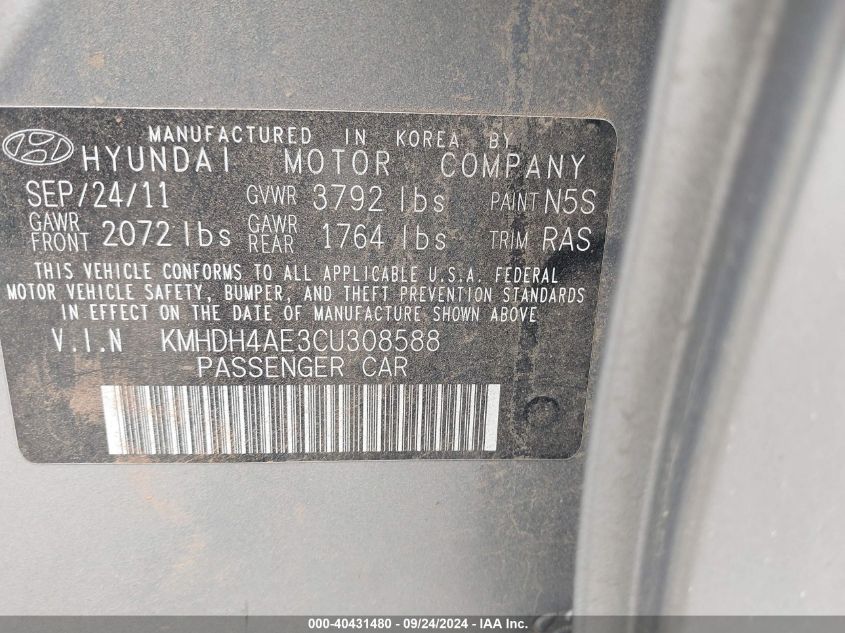 MANUFACTURED IN KOREA BY
HYUNDAI MOTOR COMPANY
SEP/24/11 GVWR 3792 lbs PAINT N5S
GAWR FRONT 2072 lbs GAWR REAR 1764 lbs TRIM RAS
THIS VEHICLE CONFORMS TO ALL APPLICABLE U.S.A. FEDERAL
MOTOR VEHICLE SAFETY, BUMPER, AND THEFT PREVENTION STANDARDS
IN EFFECT ON THE DATE OF MANUFACTURE SHOWN ABOVE
V.I.N KMHDH4AE3CU308588
PASSENGER CAR
000-40431480 - 09/24/2024 - IAA Inc.